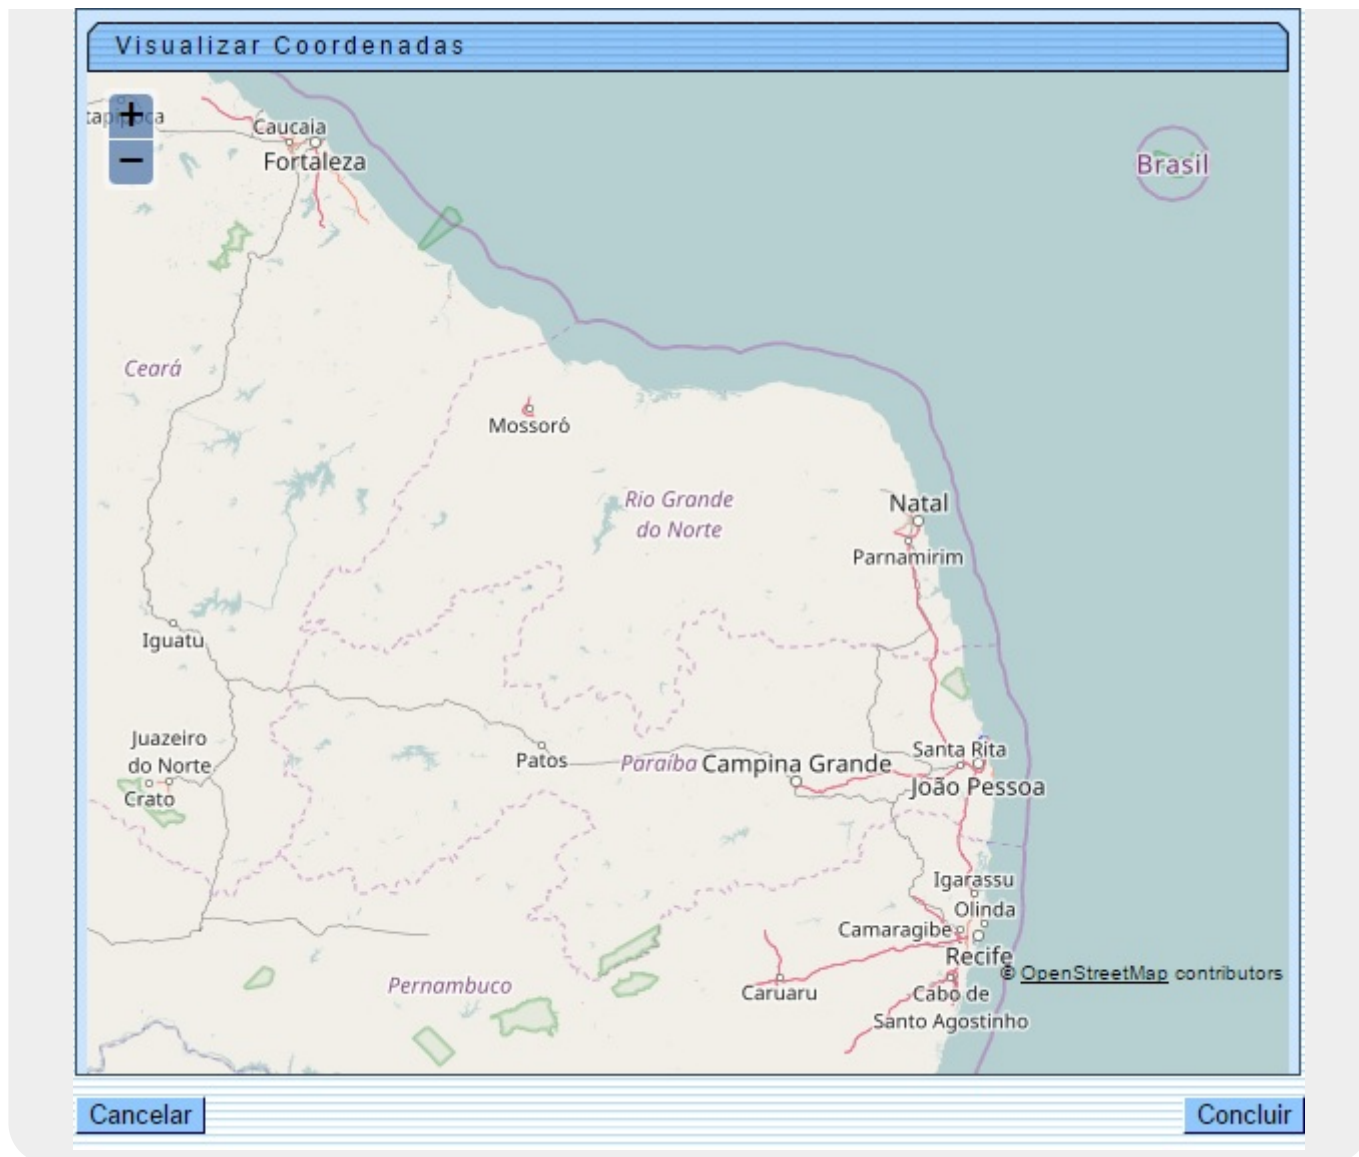 Visualizar Coordenadas
+
−
Caucaia
Fortaleza
Brasil
Ceará
Mossoró
Rio Grande
do Norte
Natal
Parnamirim
Iguatu
Juazeiro
do Norte
Crato
Patos
Paraíba
Campina Grande
Santa Rita
João Pessoa
Igarassu
Olinda
Camaragibe
Recife
© OpenStreetMap contributors
Pernambuco
Caruaru
Cabo de
Santo Agostinho
Cancelar
Concluir